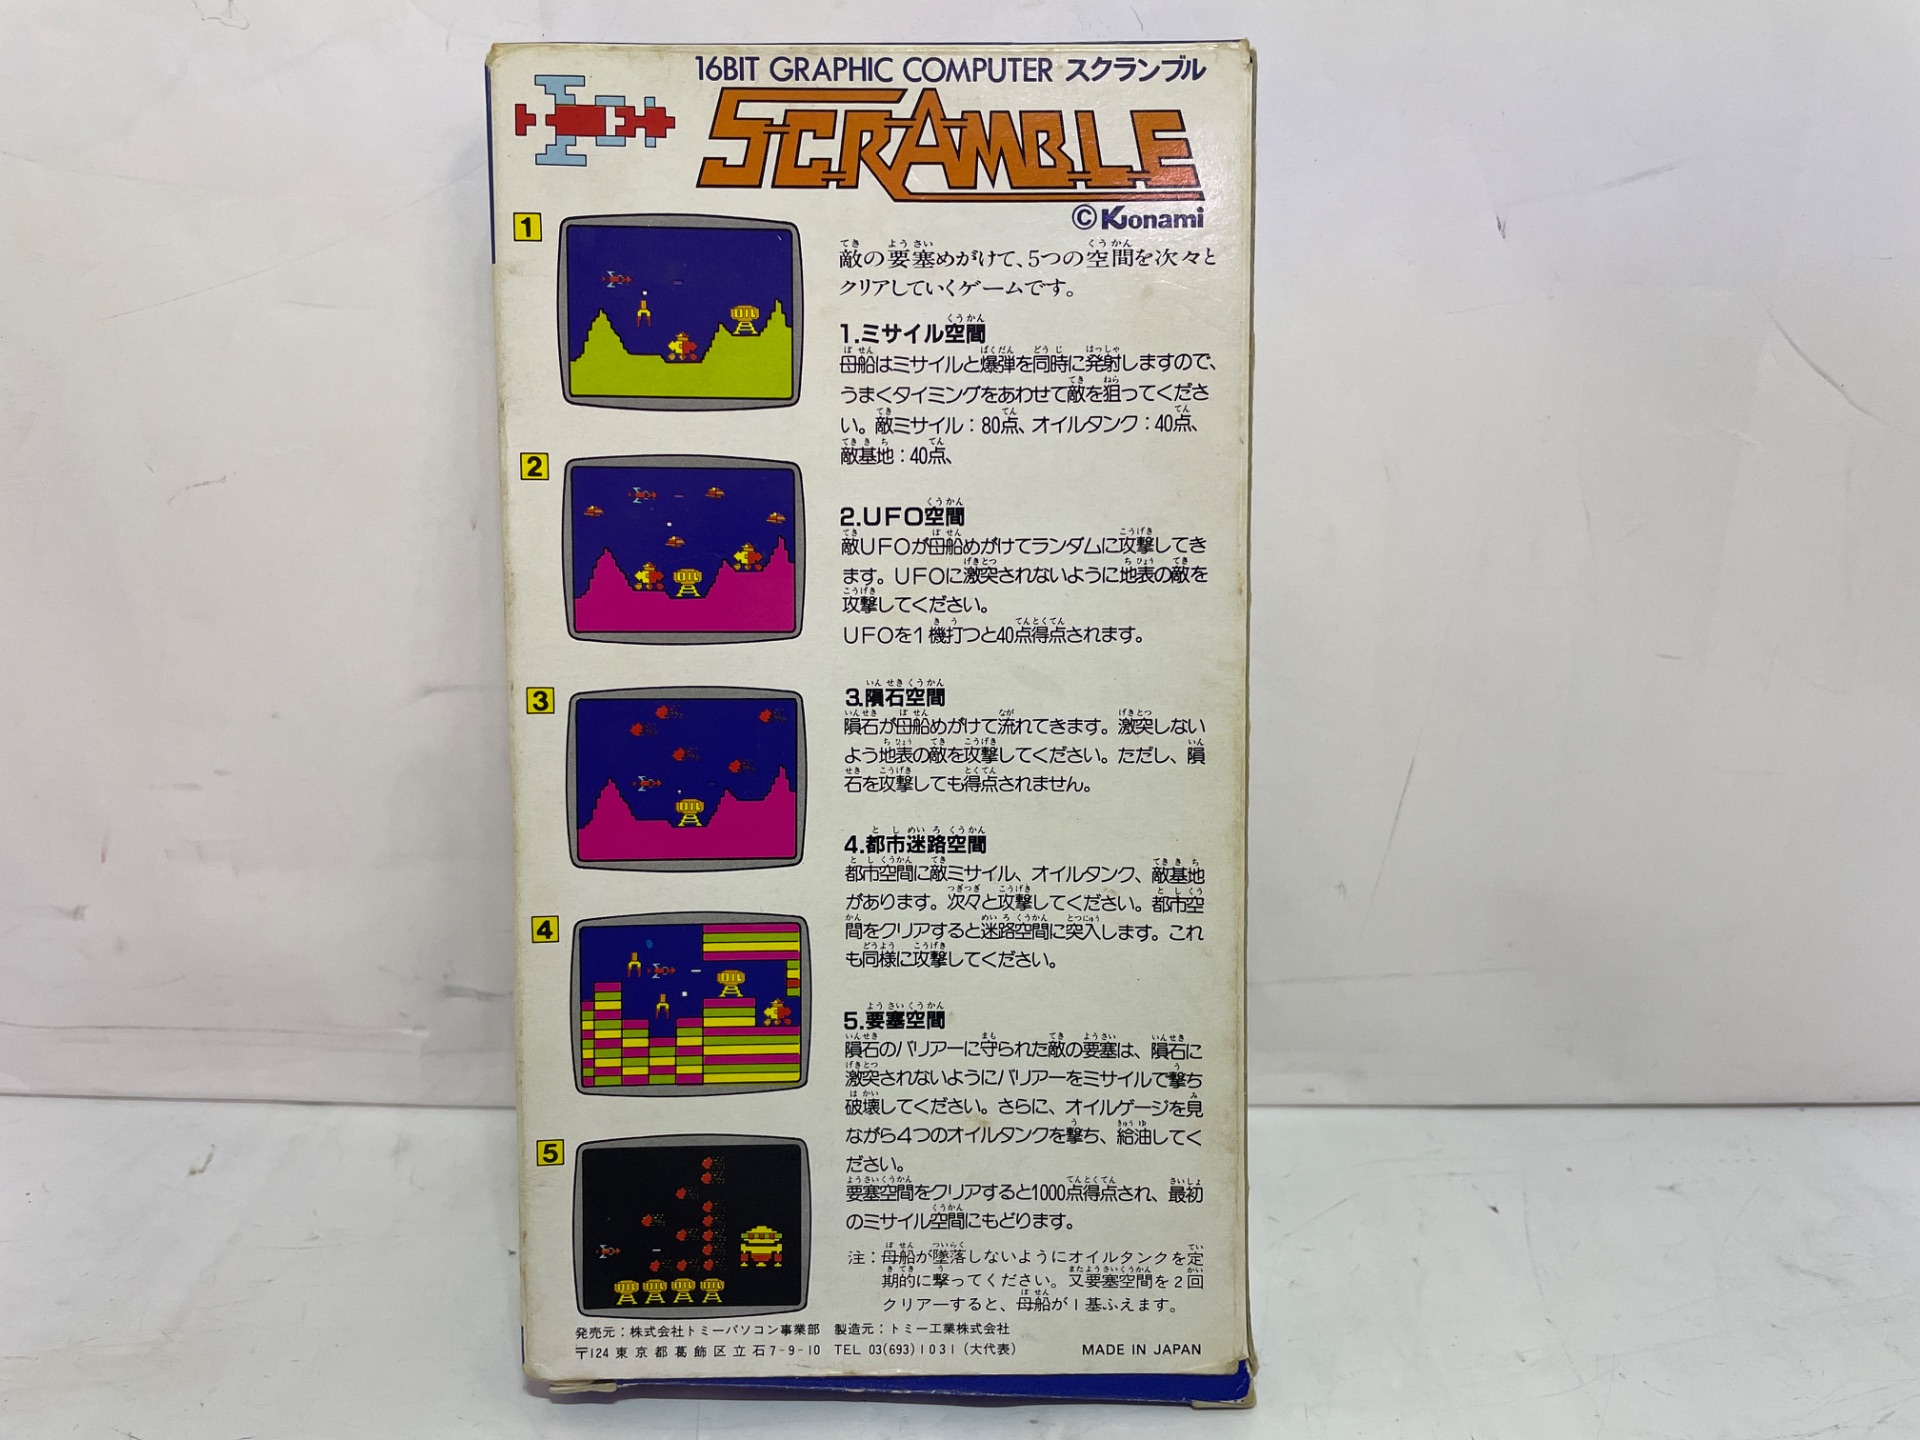 16BIT GRAPHIC COMPUTER スクランブル
SCRAMBLE
©Konami
敵の要塞めがけて、5つの空間を次々と
クリアしていくゲームです。
1
1.ミサイル空間
母船はミサイルと爆弾を同時に発射しますので、
うまくタイミングをあわせて敵を狙ってくださ
い。敵ミサイル：80点、オイルタンク：40点、
敵基地：40点、
2
2.UFO空間
敵UFOが母船めがけてランダムに攻撃してき
ます。UFOに激突されないように地表の敵を
攻撃してください。
UFOを1機打つと40点得点されます。
3
3.隕石空間
隕石が母船めがけて流れてきます。激突しない
よう地表の敵を攻撃してください。ただし、隕
石を攻撃しても得点されません。
4
4.都市迷路空間
都市空間に敵ミサイル、オイルタンク、敵基地
があります。次々と攻撃してください。都市空
間をクリアすると迷路空間に突入します。これ
も同様に攻撃してください。
5
5.要塞空間
隕石のバリアーに守られた敵の要塞は、隕石に
激突されないようにバリアーをミサイルで撃ち
破壊してください。さらに、オイルゲージを見
ながら4つのオイルタンクを撃ち、給油してく
ださい。
要塞空間をクリアすると1000点得点され、最初
のミサイル空間にもどります。
注：母船が墜落しないようにオイルタンクを定
期的に撃ってください。又要塞空間を2回
クリアーすると、母船が1基ふえます。
発売元：株式会社トミーパソコン事業部 製造元：トミー工業株式会社
〒124 東京都葛飾区立石7-9-10 TEL 03(693)1031（大代表） MADE IN JAPAN